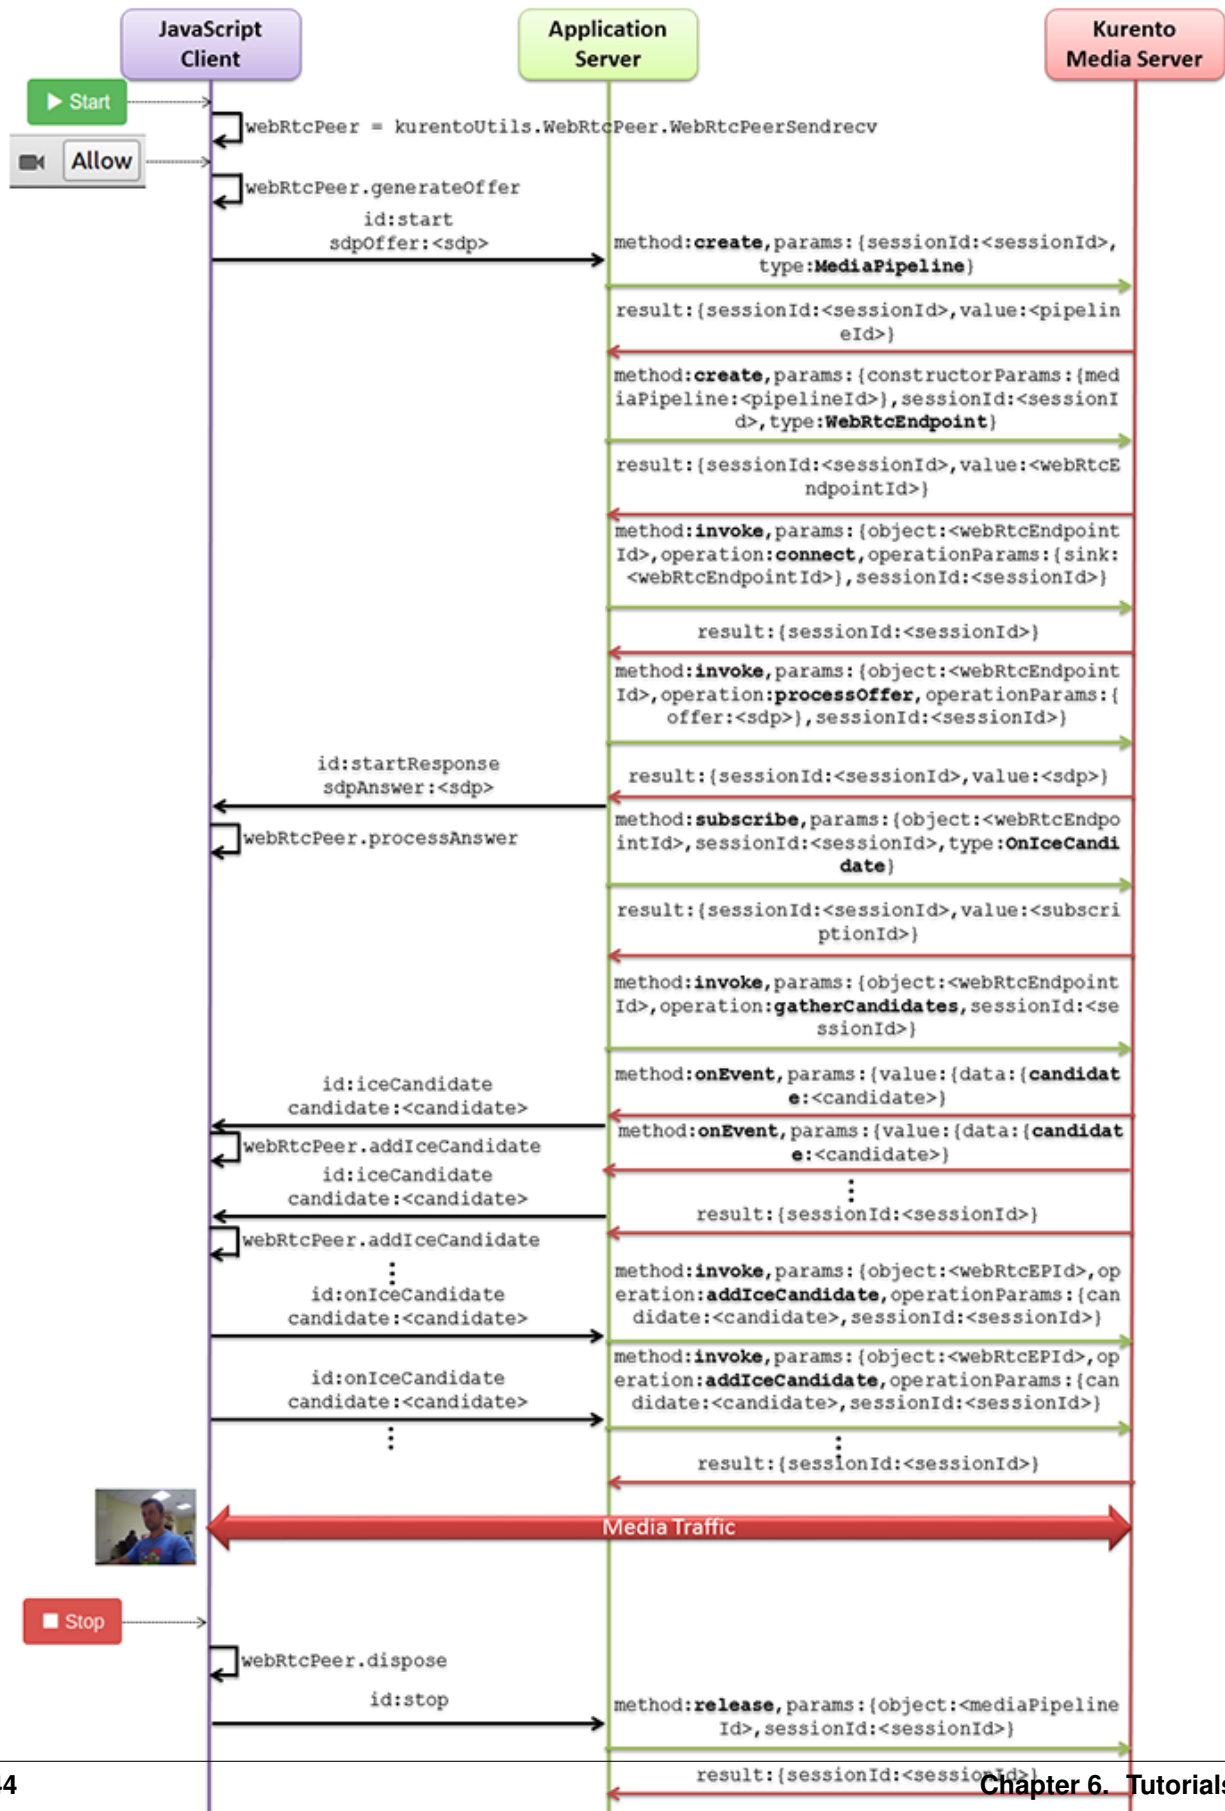 JavaScript
Client
Application
Server
Kurento
Media Server
Start
webRtcPeer = kurentoUtils.WebRtcPeer.WebRtcPeerSendrecv
Allow
webRtcPeer.generateOffer
id:start
sdpOffer:<sdp>
method:create,params:{sessionId:<sessionId>,
type:MediaPipeline}
result:{sessionId:<sessionId>,value:<pipelin
eId>}
method:create,params:{constructorParams:{med
iaPipeline:<pipelineId>},sessionId:<sessionI
d>,type:WebRtcEndpoint}
result:{sessionId:<sessionId>,value:<webRtcE
ndpointId>}
method:invoke,params:{object:<webRtcEndpoint
Id>,operation:connect,operationParams:{sink:
<webRtcEndpointId>},sessionId:<sessionId>}
result:{sessionId:<sessionId>}
method:invoke,params:{object:<webRtcEndpoint
Id>,operation:processOffer,operationParams:{
offer:<sdp>},sessionId:<sessionId>}
id:startResponse
sdpAnswer:<sdp>
result:{sessionId:<sessionId>,value:<sdp>}
webRtcPeer.processAnswer
method:subscribe,params:{object:<webRtcEndpo
intId>,sessionId:<sessionId>,type:OnIceCandi
date}
result:{sessionId:<sessionId>,value:<subscri
ptionId>}
method:invoke,params:{object:<webRtcEndpoint
Id>,operation:gatherCandidates,sessionId:<se
ssionId>}
id:iceCandidate
candidate:<candidate>
method:onEvent,params:{value:{data:{candidat
e:<candidate>}
webRtcPeer.addIceCandidate
method:onEvent,params:{value:{data:{candidat
e:<candidate>}
id:iceCandidate
candidate:<candidate>
result:{sessionId:<sessionId>}
webRtcPeer.addIceCandidate
id:onIceCandidate
candidate:<candidate>
method:invoke,params:{object:<webRtcEPId>,op
eration:addIceCandidate,operationParams:{can
didate:<candidate>,sessionId:<sessionId>}
id:onIceCandidate
candidate:<candidate>
method:invoke,params:{object:<webRtcEPId>,op
eration:addIceCandidate,operationParams:{can
didate:<candidate>,sessionId:<sessionId>}
result:{sessionId:<sessionId>}
Media Traffic
Stop
webRtcPeer.dispose
id:stop
method:release,params:{object:<mediaPipeline
Id>,sessionId:<sessionId>}
result:{sessionId:<sessionId>}
44
Chapter 6. Tutorials